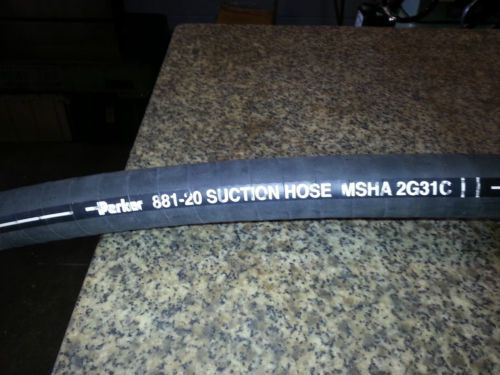 Parker 881-20 SUCTION HOSE MSHA 2G31C